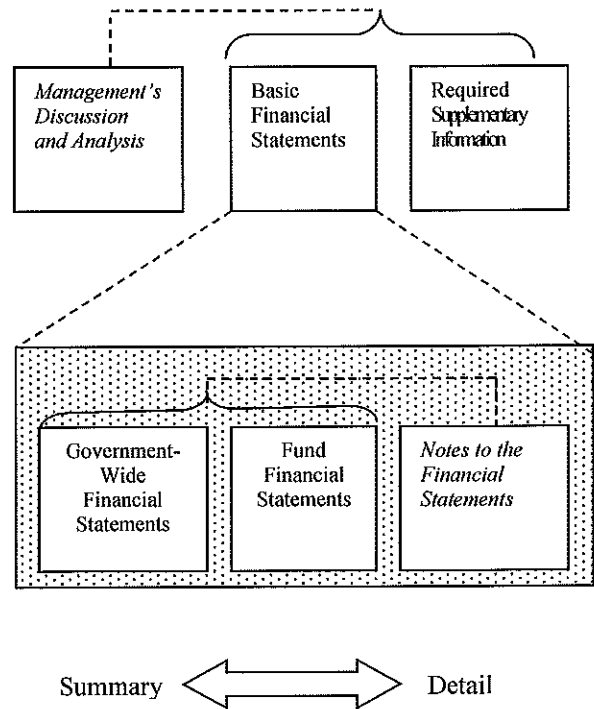 Management's
Discussion
and Analysis
Basic
Financial
Statements
Required
Supplementary
Information
Government-
Wide
Financial
Statements
Fund
Financial
Statements
Notes to the
Financial
Statements
Summary
Detail